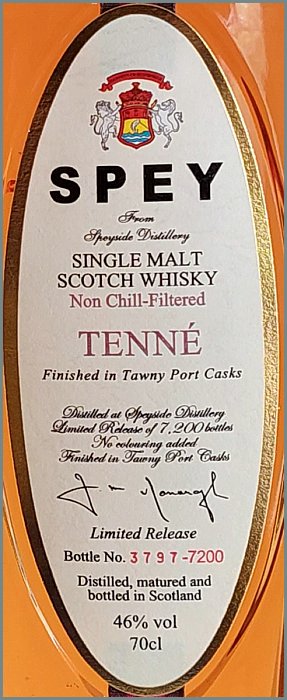 SPEY
From
Speyside Distillery
SINGLE MALT
SCOTCH WHISKY
Non Chill-Filtered
TENNÉ
Finished in Tawny Port Casks
Distilled at Speyside Distillery
Limited Release of 7,200 bottles
No colouring added
Finished in Tawny Port Casks
Limited Release
Bottle No. 3797-7200
Distilled, matured and
bottled in Scotland
46% vol
70cl